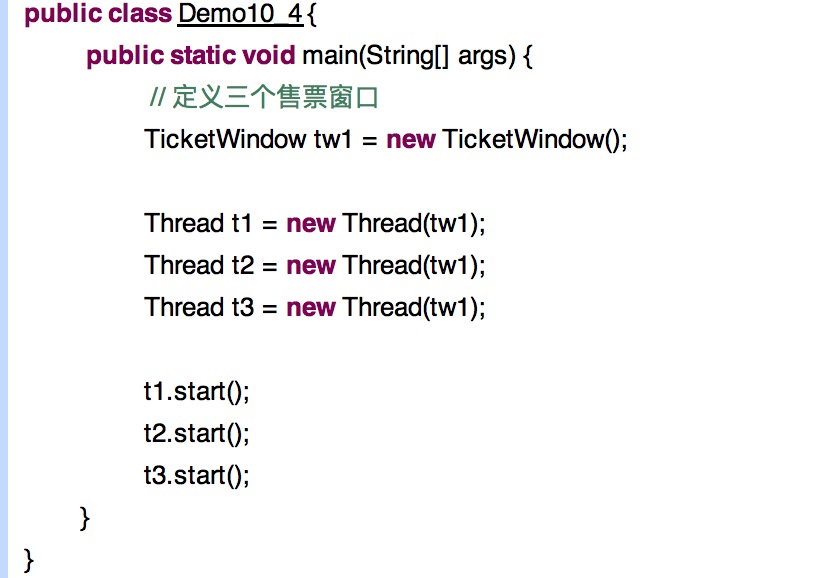 public class Demo10_4 {
public static void main(String[] args) {
// 定义三个售票窗口
TicketWindow tw1 = new TicketWindow();
Thread t1 = new Thread(tw1);
Thread t2 = new Thread(tw1);
Thread t3 = new Thread(tw1);
t1.start();
t2.start();
t3.start();
}
}